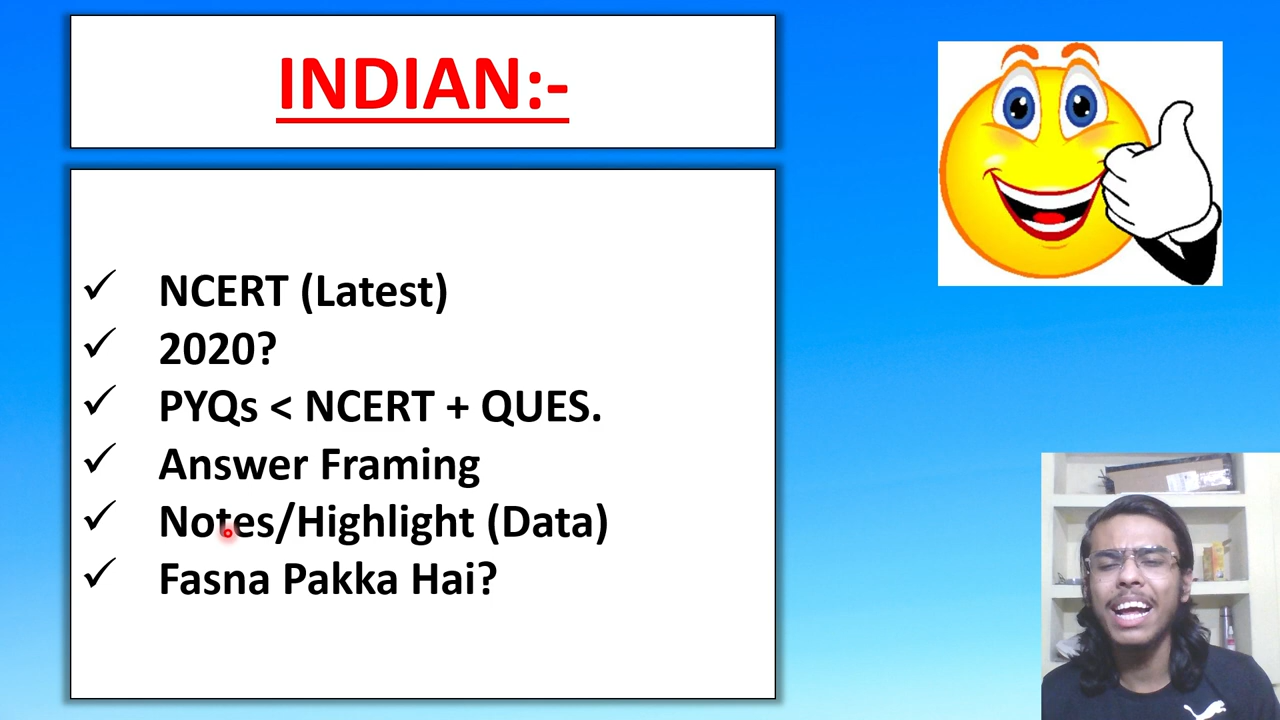 INDIAN:-
NCERT (Latest)
2020?
PYQs < NCERT + QUES.
Answer Framing
Notes/Highlight (Data)
Fasna Pakka Hai?